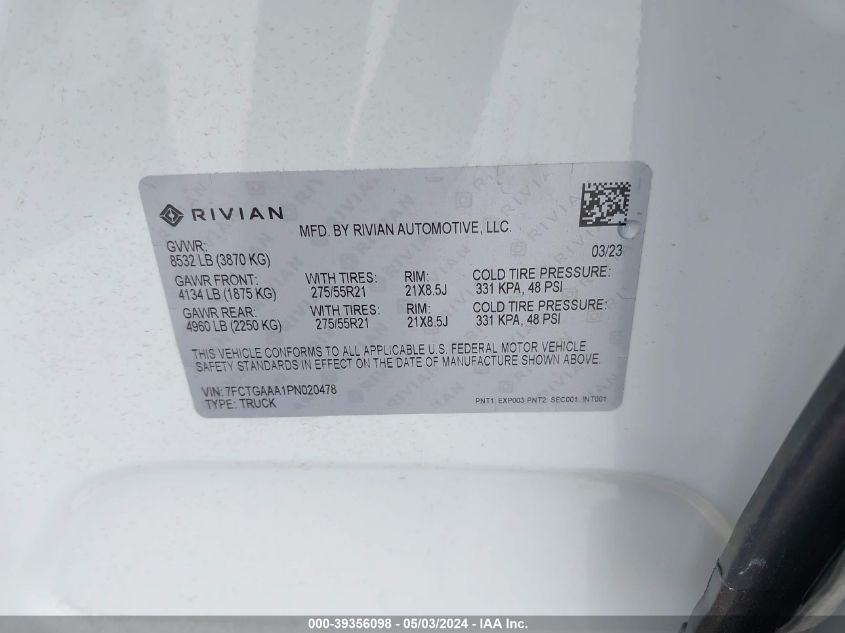 RIVIAN
MFD. BY RIVIAN AUTOMOTIVE, LLC.
GVWR:
8532 LB (3870 KG)
03/23
GAWR FRONT: WITH TIRES: RIM: COLD TIRE PRESSURE:
4134 LB (1875 KG) 275/55R21 21X8.5J 331 KPA, 48 PSI
GAWR REAR: WITH TIRES: RIM: COLD TIRE PRESSURE:
4960 LB (2250 KG) 275/55R21 21X8.5J 331 KPA, 48 PSI
THIS VEHICLE CONFORMS TO ALL APPLICABLE U.S. FEDERAL MOTOR VEHICLE
SAFETY STANDARDS IN EFFECT ON THE DATE OF MANUFACTURE SHOWN ABOVE.
VIN: 7FCTGAAA1PN020478
TYPE: TRUCK
PNT1: EXP003 PNT2: SEC001 INT001
000-39356098 - 05/03/2024 - IAA Inc.